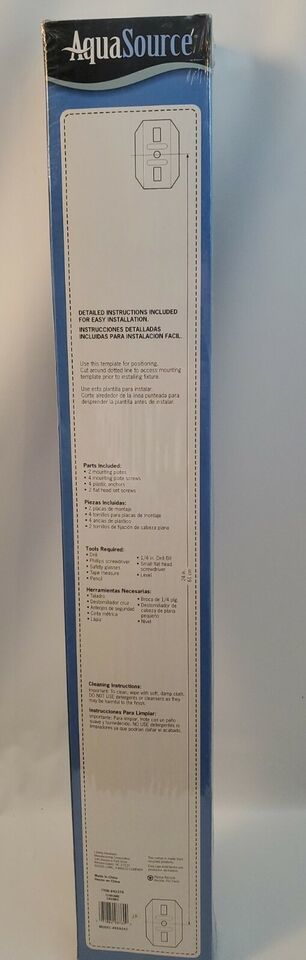 AquaSource
DETAILED INSTRUCTIONS INCLUDED
FOR EASY INSTALLATION.
INSTRUCCIONES DETALLADAS
INCLUIDAS PARA INSTALACION FACIL.
Use this template for positioning.
Cut around dotted line to access mounting
template prior to installing fixture.
Use esta plantilla para instalar.
Corte alrededor de la linea punteada para
desprender la plantilla antes de instalar.
Parts Included:
• 2 mounting plates
• 4 mounting plate screws
• 4 plastic anchors
• 2 flat head set screws
Piezas Incluidas:
• 2 placas de montaje
• 4 tornillos para placas de montaje
• 4 anclas de plástico
• 2 tornillos de fijación de cabeza plana
Tools Required:
• Drill
• Phillips screwdriver
• Safety glasses
• Tape measure
• Pencil
• 1/4 in. Drill Bit
• Small flat head
screwdriver
• Level
Herramientas Necesarias:
• Taladro
• Destornillador cruz
• Anteojos de seguridad
• Cinta métrica
• Lápiz
• Broca de 1/4 plg.
• Destornillador de
cabeza de plana
pequeño
• Nivel
24 in.
61 cm
Cleaning Instructions:
Important: To clean, wipe with soft, damp cloth.
DO NOT USE detergents or cleansers as they
may be harmful to the finish.
Instrucciones Para Limpiar:
Importante: Para limpiar, frote con un paño
suave y humedecido. NO USE detergentes ni
limpiadores ya que podrían dañar el acabado.
Made in China
Hecho en China